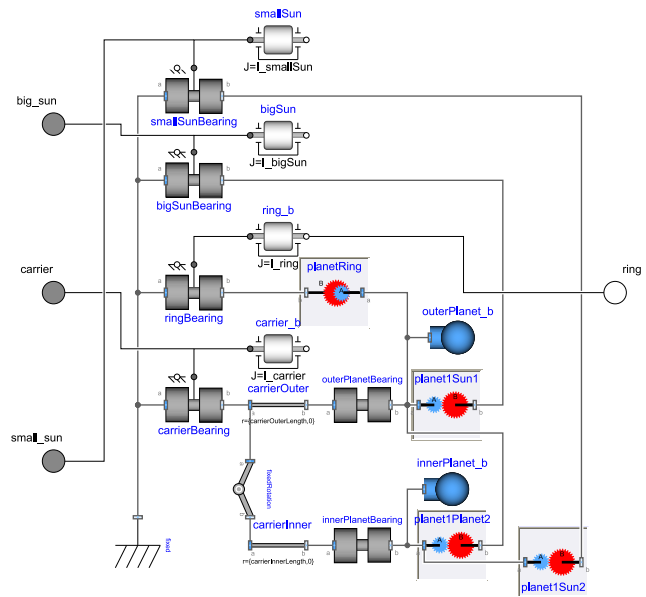 smallSun
J=I_smallSun
a
b
smallSunBearing
big_sun
bigSun
J=I_bigSun
a
b
bigSunBearing
ring_b
J=I_ring
planetRing
carrier
ring
a
b
B
A
a
ringBearing
outerPlanet_b
carrier_b
J=I_carrier
carrierOuter
outerPlanetBearing
planet1Sun1
a
b
a
b
a
b
A
B
b
carrierBearing
r={carrierOuterLength,0}
small_sun
a
fixedRotation
innerPlanet_b
b
carrierInner
innerPlanetBearing
planet1Planet2
a
b
a
b
A
B
b
fixed
r={carrierInnerLength,0}
a
A
B
b
planet1Sun2